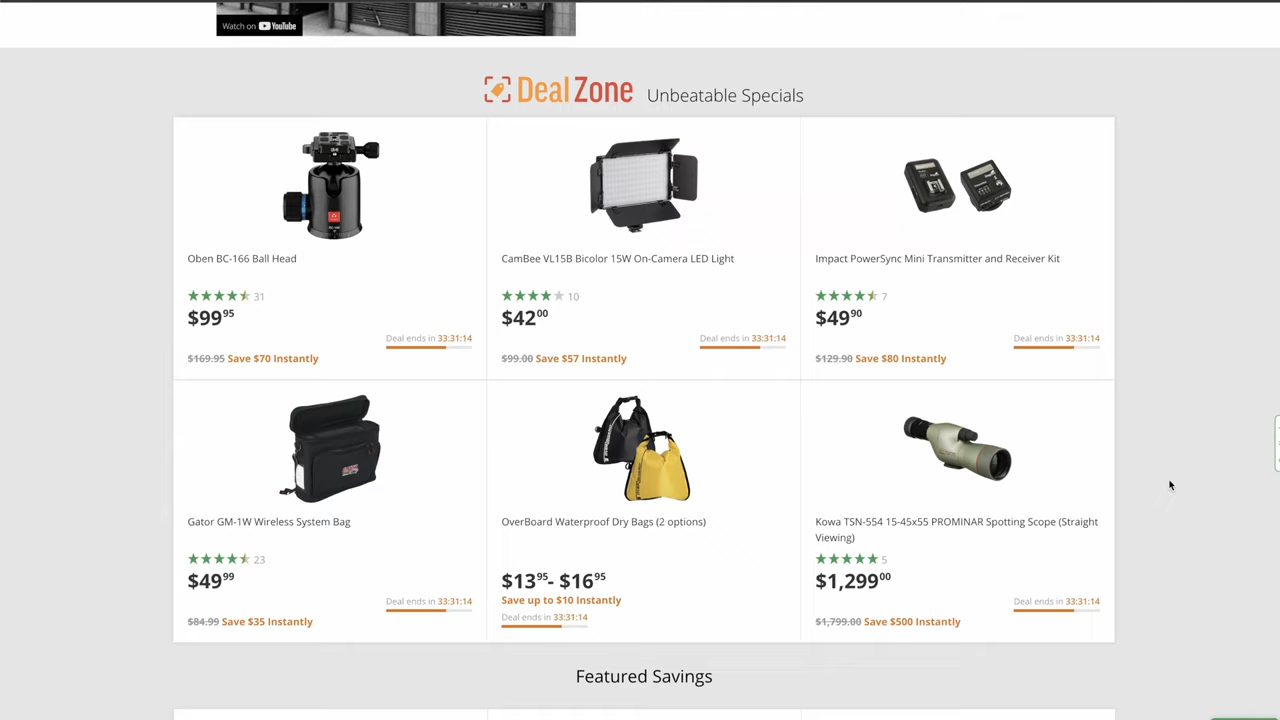 Watch on YouTube
Deal Zone Unbeatable Specials
Oben BC-166 Ball Head
31
$99.95
Deal ends in 33:31:14
$169.95 Save $70 Instantly
CamBee VL15B Bicolor 15W On-Camera LED Light
10
$42.00
Deal ends in 33:31:14
$99.00 Save $57 Instantly
Impact PowerSync Mini Transmitter and Receiver Kit
7
$49.90
Deal ends in 33:31:14
$129.90 Save $80 Instantly
Gator GM-1W Wireless System Bag
23
$49.99
Deal ends in 33:31:14
$84.99 Save $35 Instantly
OverBoard Waterproof Dry Bags (2 options)
$13.95- $16.95
Save up to $10 Instantly
Deal ends in 33:31:14
Kowa TSN-554 15-45x55 PROMINAR Spotting Scope (Straight
Viewing)
5
$1,299.00
Deal ends in 33:31:14
$1,799.00 Save $500 Instantly
Featured Savings